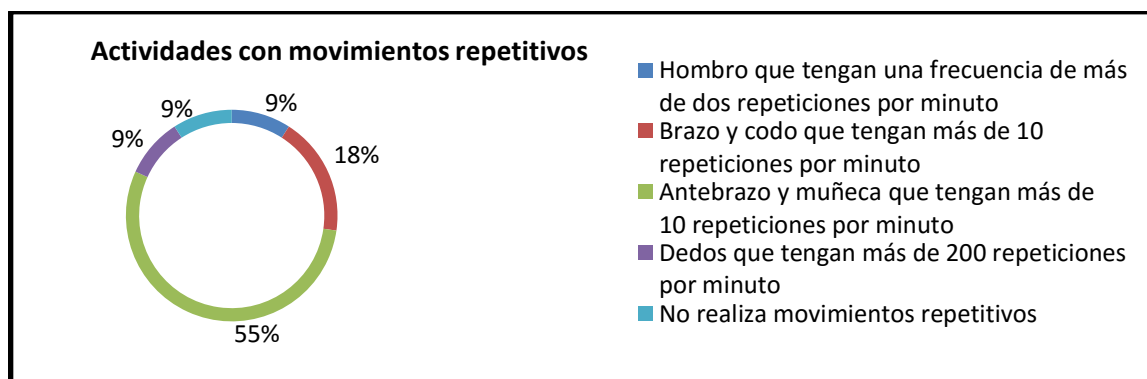 Actividades con movimientos repetitivos
9%
9%
9%
18%
55%
Hombro que tengan una frecuencia de más
de dos repeticiones por minuto
Brazo y codo que tengan más de 10
repeticiones por minuto
Antebrazo y muñeca que tengan más de
10 repeticiones por minuto
Dedos que tengan más de 200 repeticiones
por minuto
No realiza movimientos repetitivos